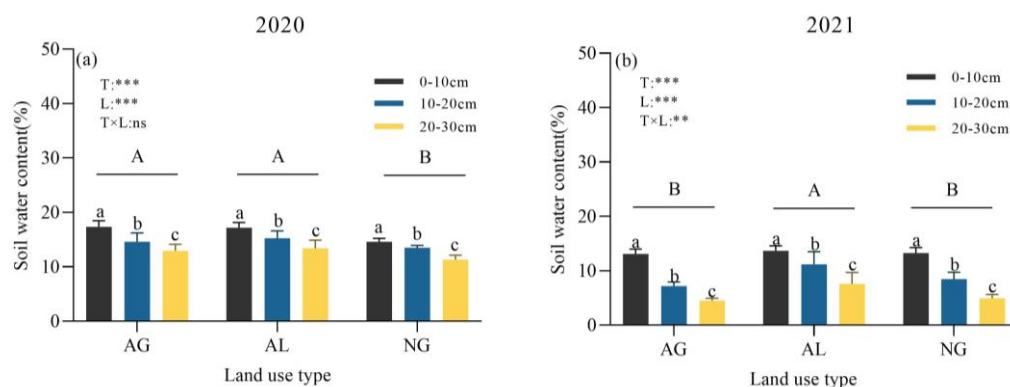 2020
(a)
T:***
L:***
T×L:ns
0-10cm
10-20cm
20-30cm
A
A
B
a
b
c
a
b
c
a
b
c
50
40
30
20
10
0
Soil water content(%)
AG
AL
NG
Land use type
2021
(b)
T:***
L:***
T×L:**
0-10cm
10-20cm
20-30cm
B
A
B
a
b
c
a
b
c
a
b
c
50
40
30
20
10
0
Soil water content(%)
AG
AL
NG
Land use type